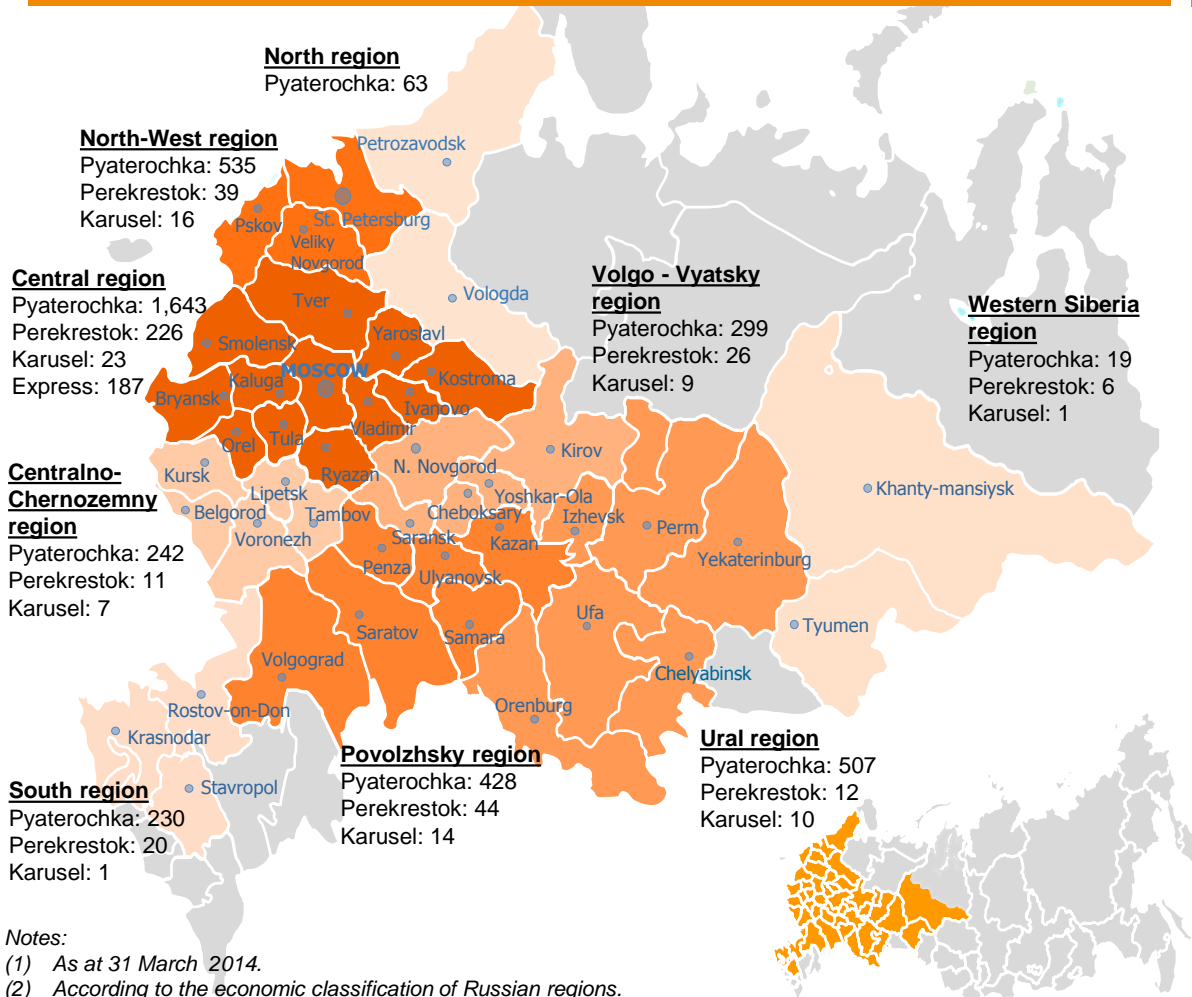 North region
Pyaterochka: 63
North-West region
Pyaterochka: 535
Perekrestok: 39
Karusel: 16
Central region
Pyaterochka: 1,643
Perekrestok: 226
Karusel: 23
Express: 187
Centralno-
Chernozemny
region
Pyaterochka: 242
Perekrestok: 11
Karusel: 7
South region
Pyaterochka: 230
Perekrestok: 20
Karusel: 1
Volgo - Vyatsky
region
Pyaterochka: 299
Perekrestok: 26
Karusel: 9
Western Siberia
region
Pyaterochka: 19
Perekrestok: 6
Karusel: 1
Povolzhsky region
Pyaterochka: 428
Perekrestok: 44
Karusel: 14
Ural region
Pyaterochka: 507
Perekrestok: 12
Karusel: 10
Petrozavodsk
St. Petersburg
Pskov
Veliky
Novgorod
Vologda
Tver
Yaroslavl
Smolensk
MOSCOW
Kostroma
Kaluga
Bryansk
Ivanovo
Vladimir
Orel
Tula
Ryazan
N. Novgorod
Kirov
Kursk
Lipetsk
Belgorod
Tambov
Voronezh
Yoshkar-Ola
Cheboksary
Izhevsk
Saransk
Kazan
Perm
Khanty-mansiysk
Penza
Ulyanovsk
Yekaterinburg
Ufa
Saratov
Samara
Tyumen
Volgograd
Chelyabinsk
Orenburg
Rostov-on-Don
Krasnodar
Stavropol
Notes:
(1) As at 31 March 2014.
(2) According to the economic classification of Russian regions.